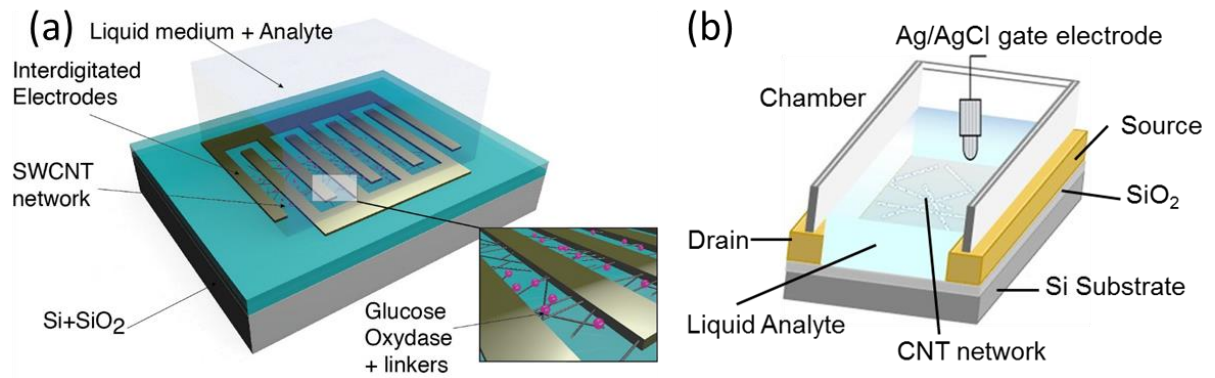 (a)
Liquid medium + Analyte
Interdigitated
Electrodes
SWCNT
network
Si+SiO₂
Glucose
Oxydase
+ linkers
(b)
Ag/AgCl gate electrode
Chamber
Source
SiO₂
Drain
Si Substrate
Liquid Analyte
CNT network